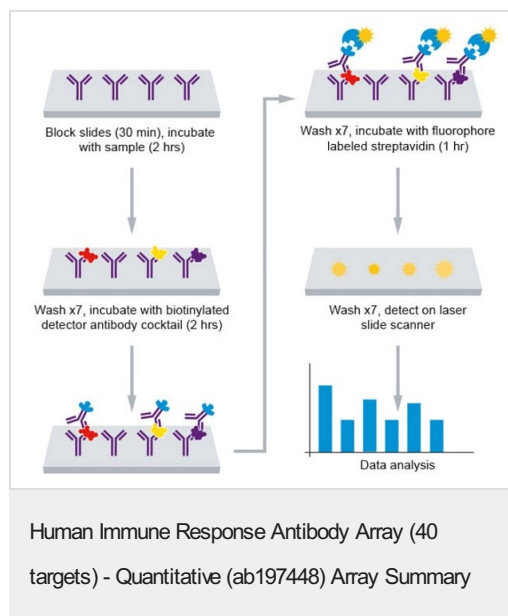 Block slides (30 min), incubate
with sample (2 hrs)
Wash x7, incubate with biotinylated
detector antibody cocktail (2 hrs)
Wash x7, incubate with fluorophore
labeled streptavidin (1 hr)
Wash x7, detect on laser
slide scanner
Data analysis
Human Immune Response Antibody Array (40
targets) - Quantitative (ab197448) Array Summary